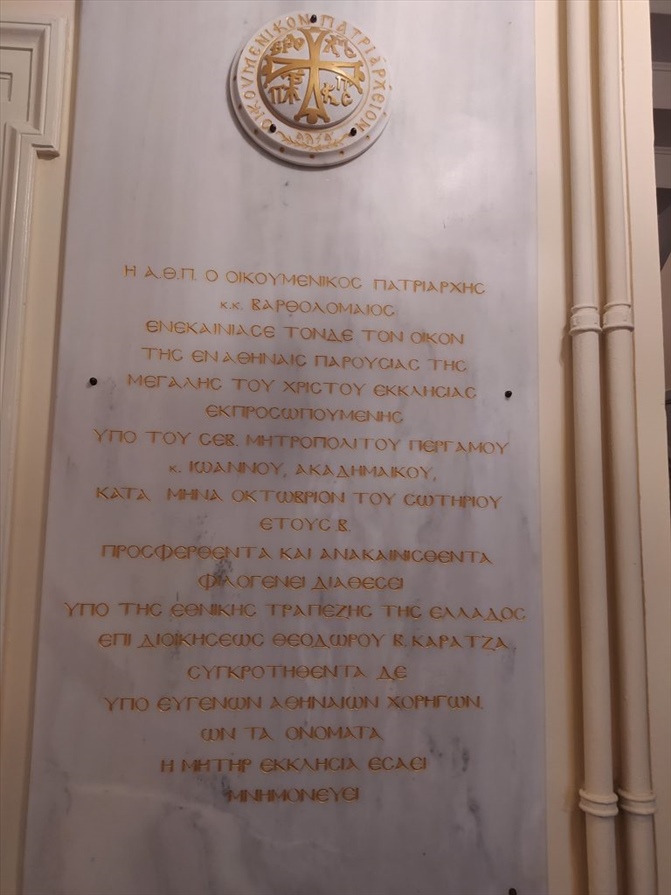 ΟΙΚΟΥΜΕΝΙΚΟΝ ΠΑΤΡΙΑΡΧΕΙΟΝ
Η Α.Θ.Π. Ο ΟΙΚΟΥΜΕΝΙΚΟΣ ΠΑΤΡΙΑΡΧΗΣ
κ.κ. ΒΑΡΘΟΛΟΜΑΙΟΣ
ΕΝΕΚΑΙΝΙΑΣΕ ΤΟΝΔΕ ΤΟΝ ΟΙΚΟΝ
ΤΗΣ ΕΝ ΑΘΗΝΑΙΣ ΠΑΡΟΥΣΙΑΣ ΤΗΣ
ΜΕΓΑΛΗΣ ΤΟΥ ΧΡΙΣΤΟΥ ΕΚΚΛΗΣΙΑΣ
ΕΚΠΡΟΣΩΠΟΥΜΕΝΗΣ
ΥΠΟ ΤΟΥ ΣΕΒ. ΜΗΤΡΟΠΟΛΙΤΟΥ ΠΕΡΓΑΜΟΥ
κ. ΙΩΑΝΝΟΥ, ΑΚΑΔΗΜΑΙΚΟΥ,
ΚΑΤΑ ΜΗΝΑ ΟΚΤΩΒΡΙΟΝ ΤΟΥ ΣΩΤΗΡΙΟΥ
ΕΤΟΥΣ Β.
ΠΡΟΣΦΕΡΘΕΝΤΑ ΚΑΙ ΑΝΑΚΑΙΝΙΣΘΕΝΤΑ
ΦΙΛΟΓΕΝΕΙ ΔΙΑΘΕΣΕΙ
ΥΠΟ ΤΗΣ ΕΘΝΙΚΗΣ ΤΡΑΠΕΖΗΣ ΤΗΣ ΕΛΛΑΔΟΣ
ΕΠΙ ΔΙΟΙΚΗΣΕΩΣ ΘΕΟΔΩΡΟΥ Β. ΚΑΡΑΤΖΑ
ΣΥΓΚΡΟΤΗΘΕΝΤΑ ΔΕ
ΥΠΟ ΕΥΓΕΝΩΝ ΑΘΗΝΑΙΩΝ ΧΟΡΗΓΩΝ
ΩΝ ΤΑ ΟΝΟΜΑΤΑ
Η ΜΗΤΗΡ ΕΚΚΛΗΣΙΑ ΕΣΑΕΙ
ΜΝΗΜΟΝΕΥΕΙ